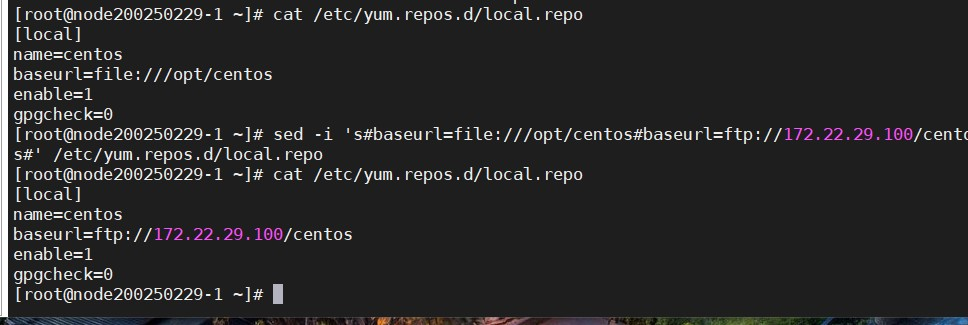 [root@node200250229-1 ~]# cat /etc/yum.repos.d/local.repo
[local]
name=centos
baseurl=file:///opt/centos
enable=1
gpgcheck=0
[root@node200250229-1 ~]# sed -i 's#baseurl=file:///opt/centos#baseurl=ftp://172.22.29.100/cento
s#' /etc/yum.repos.d/local.repo
[root@node200250229-1 ~]# cat /etc/yum.repos.d/local.repo
[local]
name=centos
baseurl=ftp://172.22.29.100/centos
enable=1
gpgcheck=0
[root@node200250229-1 ~]#